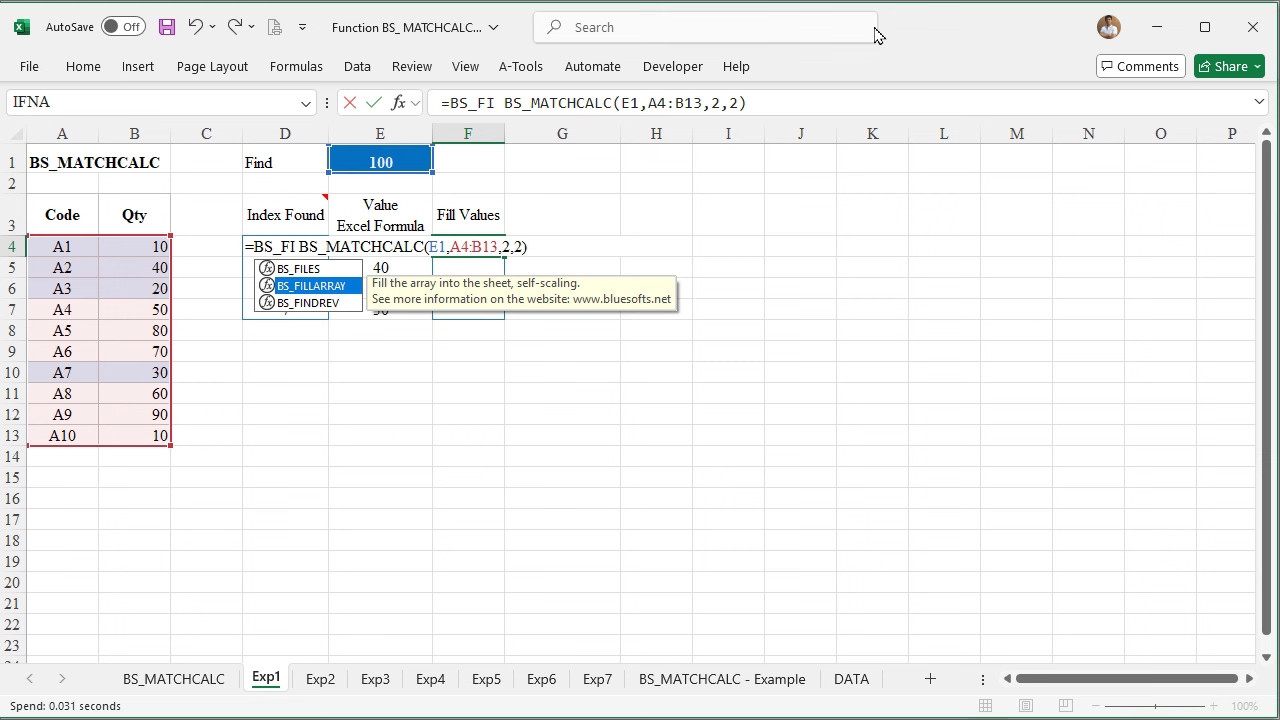 AutoSave Off Function BS_ MATCHCALC... Search
File Home Insert Page Layout Formulas Data Review View A-Tools Automate Developer Help Comments Share
IFNA fx =BS_FI BS_MATCHCALC(E1,A4:B13,2,2)
A B C D E F G H I J K L M N O P
1 BS_MATCHCALC Find 100
2
3 Code Qty Index Found Value Excel Formula Fill Values
4 A1 10 =BS_FI BS_MATCHCALC(E1,A4:B13,2,2)
5 A2 40 BS_FILES 40
6 A3 20 BS_FILLARRAY Fill the array into the sheet, self-scaling.
See more information on the website: www.bluesofts.net
7 A4 50 BS_FINDREV
8 A5 80
9 A6 70
10 A7 30
11 A8 60
12 A9 90
13 A10 10
14
15
16
17
18
19
20
21
22
23
BS_MATCHCALC Exp1 Exp2 Exp3 Exp4 Exp5 Exp6 Exp7 BS_MATCHCALC - Example DATA
Spend: 0.031 seconds 100%